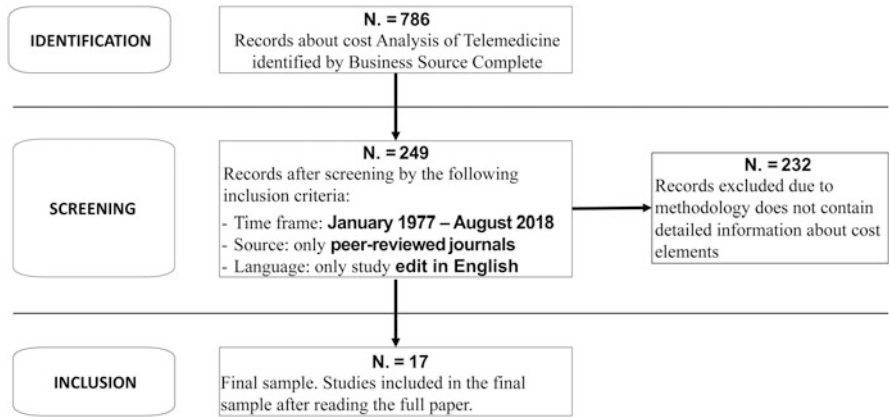 IDENTIFICATION
N. = 786
Records about cost Analysis of Telemedicine
identified by Business Source Complete
SCREENING
N. = 249
Records after screening by the following
inclusion criteria:
- Time frame: January 1977 – August 2018
- Source: only peer-reviewed journals
- Language: only study edit in English
N. = 232
Records excluded due to
methodology does not contain
detailed information about cost
elements
INCLUSION
N. = 17
Final sample. Studies included in the final
sample after reading the full paper.